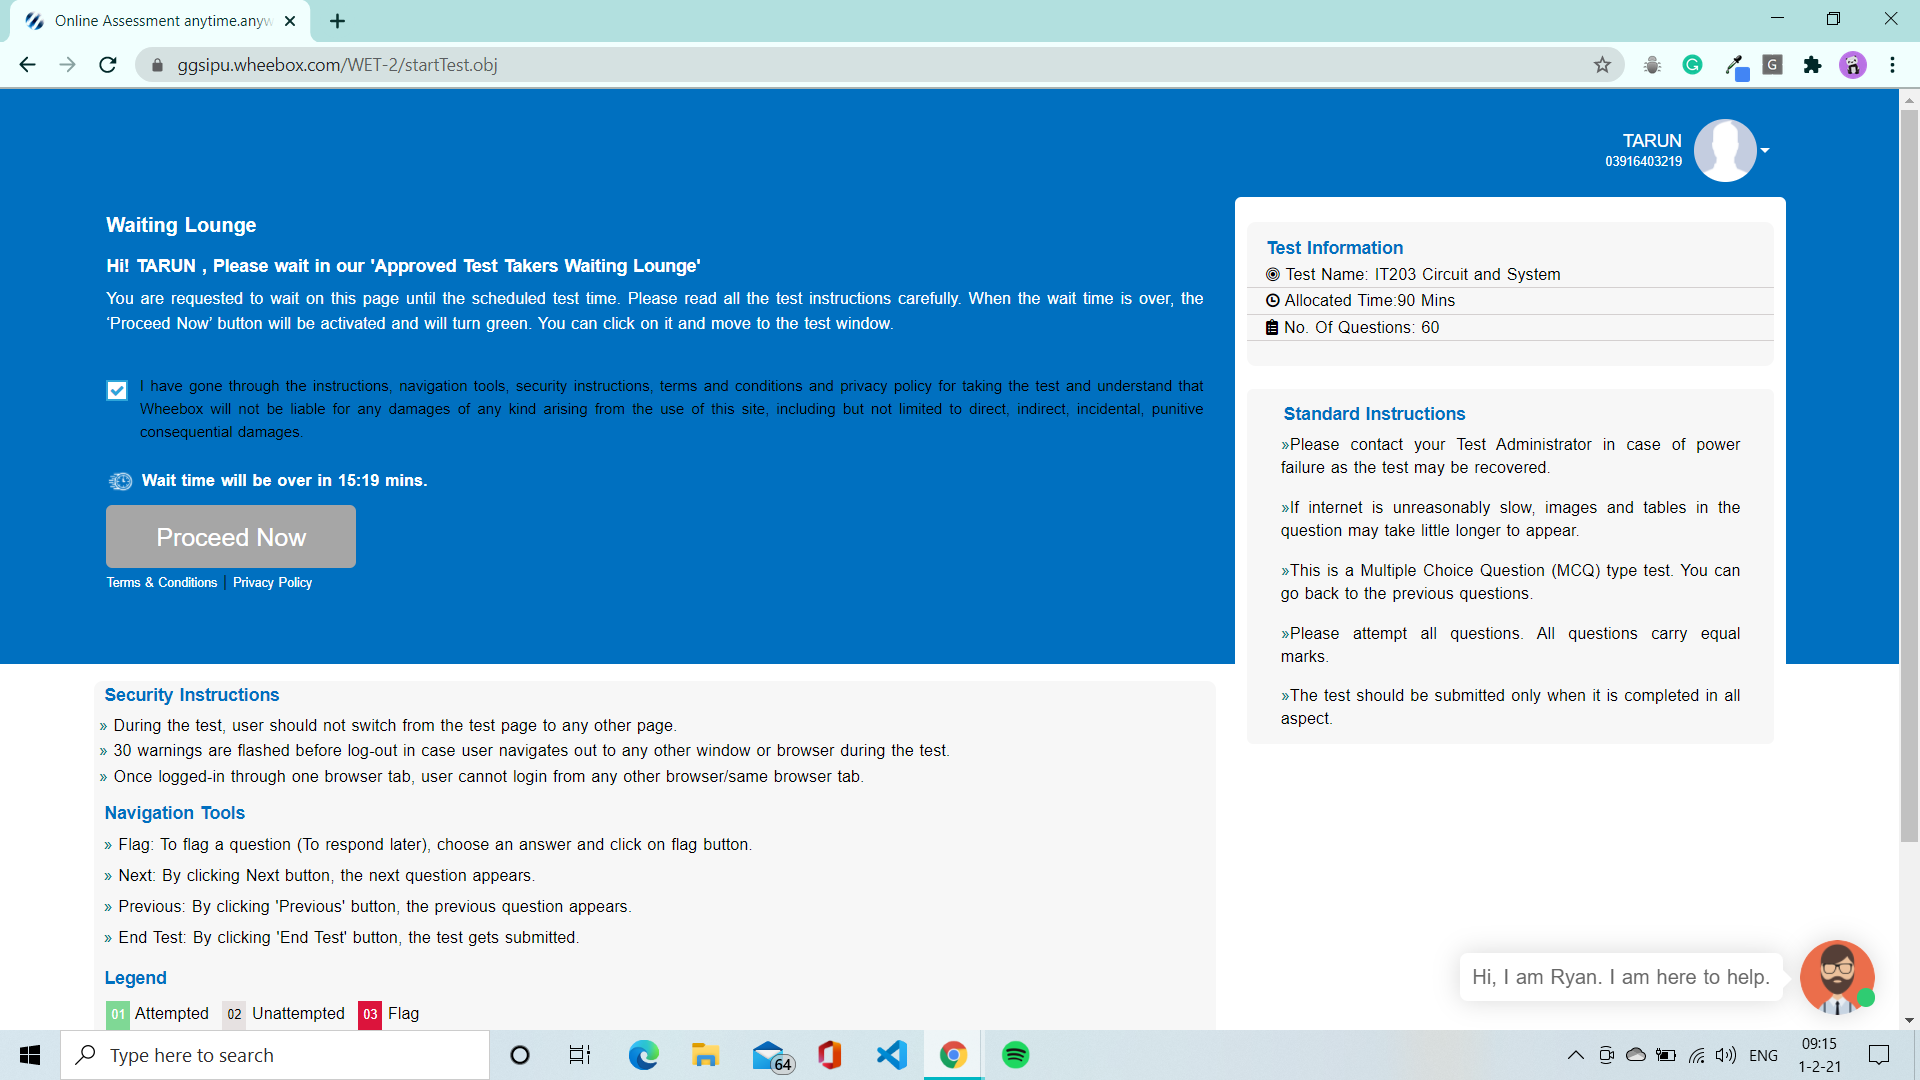 Online Assessment anytime.anyw
ggsipu.wheebox.com/WET-2/startTest.obj
TARUN
03916403219
Waiting Lounge
Hi! TARUN , Please wait in our 'Approved Test Takers Waiting Lounge'
You are requested to wait on this page until the scheduled test time. Please read all the test instructions carefully. When the wait time is over, the
‘Proceed Now’ button will be activated and will turn green. You can click on it and move to the test window.
I have gone through the instructions, navigation tools, security instructions, terms and conditions and privacy policy for taking the test and understand that
Wheebox will not be liable for any damages of any kind arising from the use of this site, including but not limited to direct, indirect, incidental, punitive
consequential damages.
Wait time will be over in 15:19 mins.
Proceed Now
Terms & Conditions | Privacy Policy
Test Information
Test Name: IT203 Circuit and System
Allocated Time:90 Mins
No. Of Questions: 60
Standard Instructions
»Please contact your Test Administrator in case of power
failure as the test may be recovered.
»If internet is unreasonably slow, images and tables in the
question may take little longer to appear.
»This is a Multiple Choice Question (MCQ) type test. You can
go back to the previous questions.
»Please attempt all questions. All questions carry equal
marks.
»The test should be submitted only when it is completed in all
aspect.
Security Instructions
» During the test, user should not switch from the test page to any other page.
» 30 warnings are flashed before log-out in case user navigates out to any other window or browser during the test.
» Once logged-in through one browser tab, user cannot login from any other browser/same browser tab.
Navigation Tools
» Flag: To flag a question (To respond later), choose an answer and click on flag button.
» Next: By clicking Next button, the next question appears.
» Previous: By clicking 'Previous' button, the previous question appears.
» End Test: By clicking 'End Test' button, the test gets submitted.
Legend
01 Attempted 02 Unattempted 03 Flag
Hi, I am Ryan. I am here to help.
Type here to search
64
ENG
09:15
1-2-21